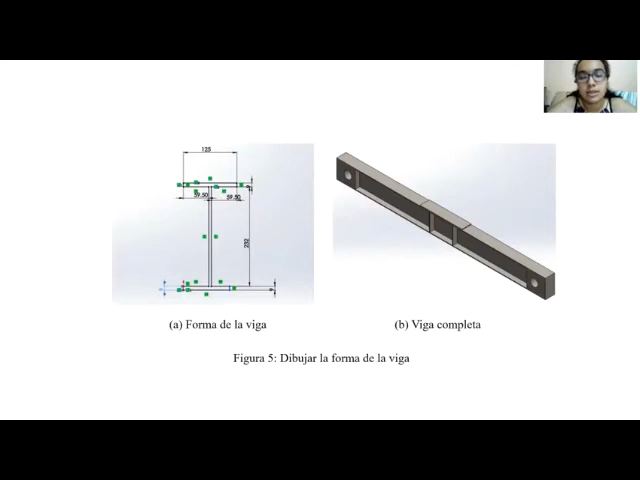 125
59.50
59.50
232
(a) Forma de la viga
(b) Viga completa
Figura 5: Dibujar la forma de la viga